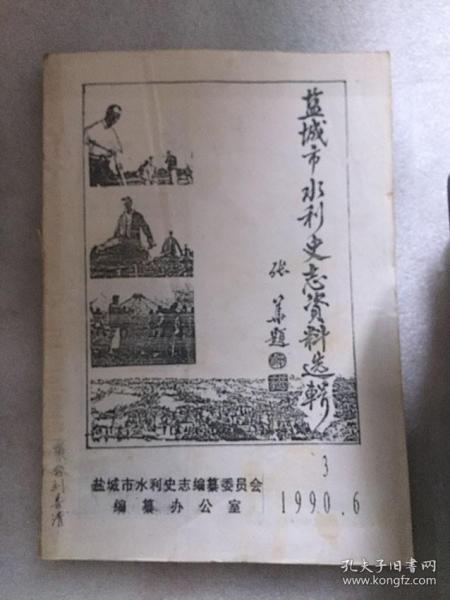 盐城市水利史志资料选辑
张华题
3
盐城市水利史志编纂委员会
编纂办公室
1990.6
孔夫子旧书网
www.kongfz.com